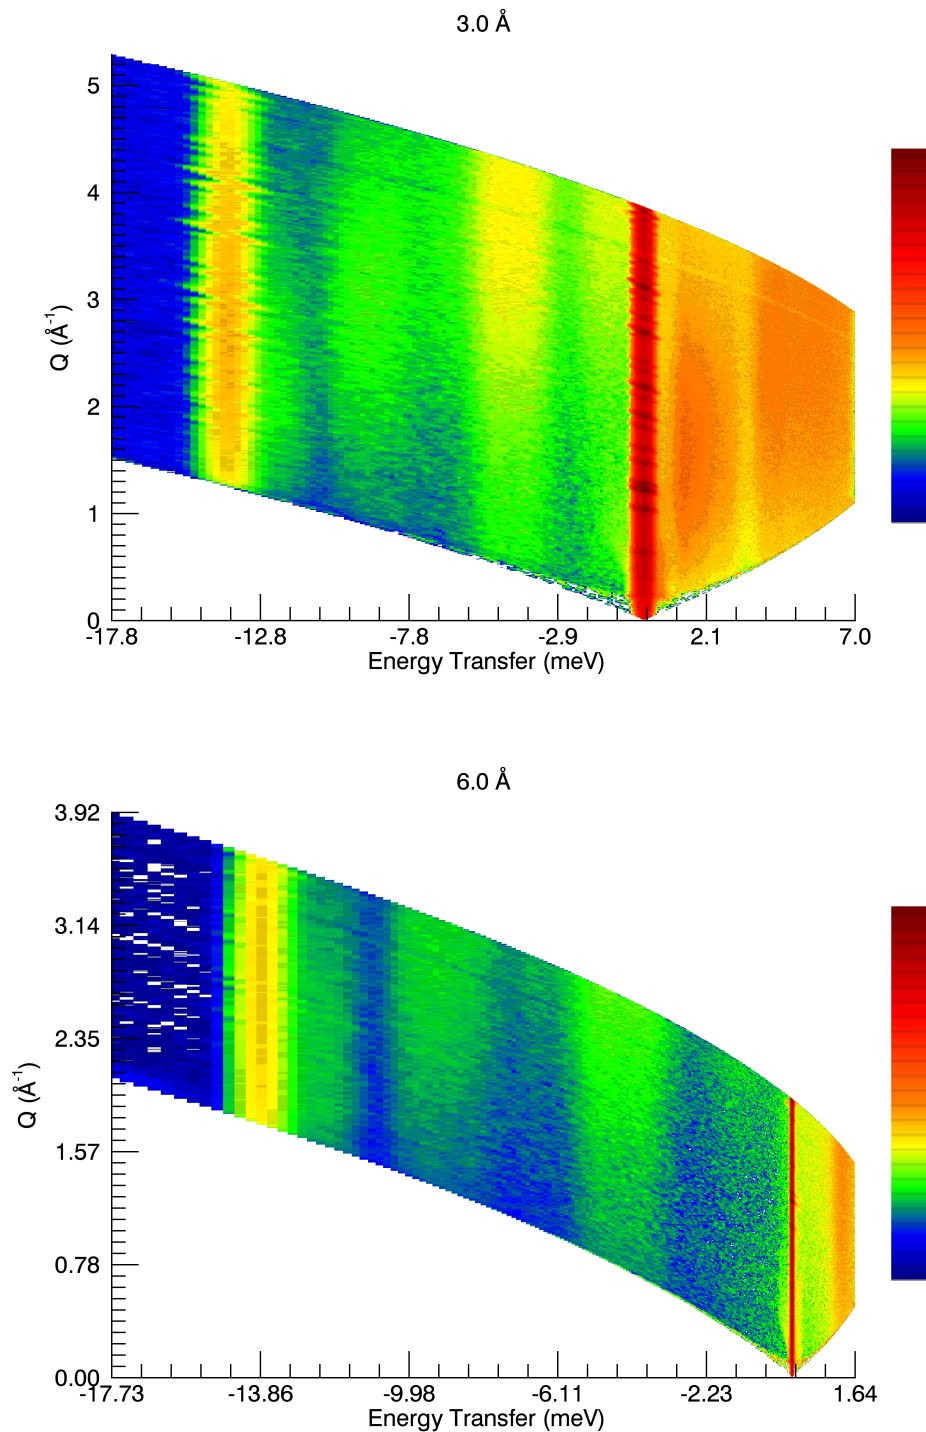 3.0 Å
5
4
3
2
1
0
Q (Å⁻¹)
-17.8 -12.8 -7.8 -2.9 2.1 7.0
Energy Transfer (meV)
6.0 Å
3.92
3.14
2.35
1.57
0.78
0.00
Q (Å⁻¹)
-17.73 -13.86 -9.98 -6.11 -2.23 1.64
Energy Transfer (meV)